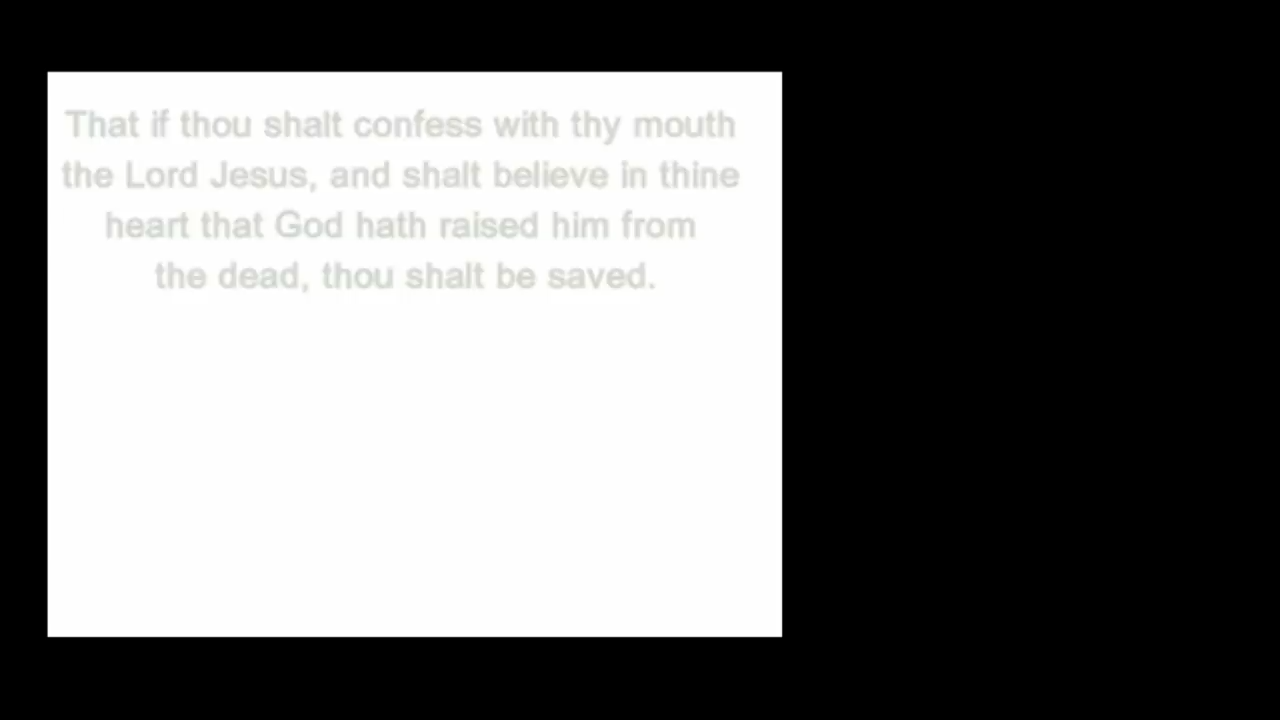 That if thou shalt confess with thy mouth
the Lord Jesus, and shalt believe in thine
heart that God hath raised him from
the dead, thou shalt be saved.